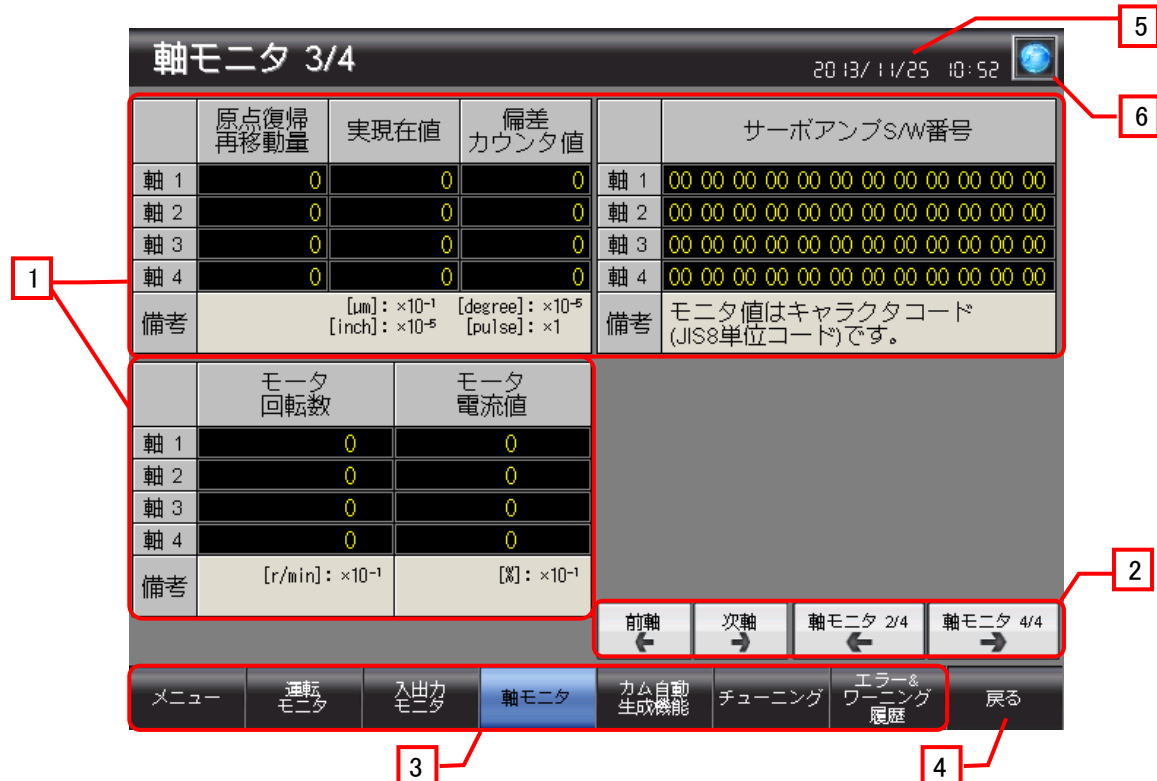 5
軸モニタ 3/4
2013/11/25 10:52
6
原点復帰
再移動量
実現在値
偏差
カウンタ値
軸 1 0 0 0
軸 2 0 0 0
軸 3 0 0 0
軸 4 0 0 0
備考
[μm]：×10⁻¹ [degree]：×10⁻⁵
[inch]：×10⁻⁵ [pulse]：×1
サーボアンプS/W番号
軸 1 00 00 00 00 00 00 00 00 00 00 00 00
軸 2 00 00 00 00 00 00 00 00 00 00 00 00
軸 3 00 00 00 00 00 00 00 00 00 00 00 00
軸 4 00 00 00 00 00 00 00 00 00 00 00 00
備考
モニタ値はキャラクタコード
(JIS8単位コード)です。
1
モータ
回転数
モータ
電流値
軸 1 0 0
軸 2 0 0
軸 3 0 0
軸 4 0 0
備考
[r/min]：×10⁻¹
[%]：×10⁻¹
2
前軸
次軸
軸モニタ 2/4
軸モニタ 4/4
メニュー
運転
モニタ
入出力
モニタ
軸モニタ
カム自動
生成機能
チューニング
エラー&
ワーニング
履歴
戻る
3
4